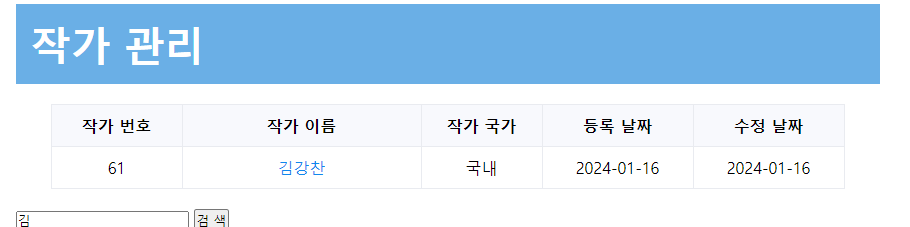 작가 관리
작가 번호 작가 이름 작가 국가 등록 날짜 수정 날짜
61 김강찬 국내 2024-01-16 2024-01-16
김 검 색